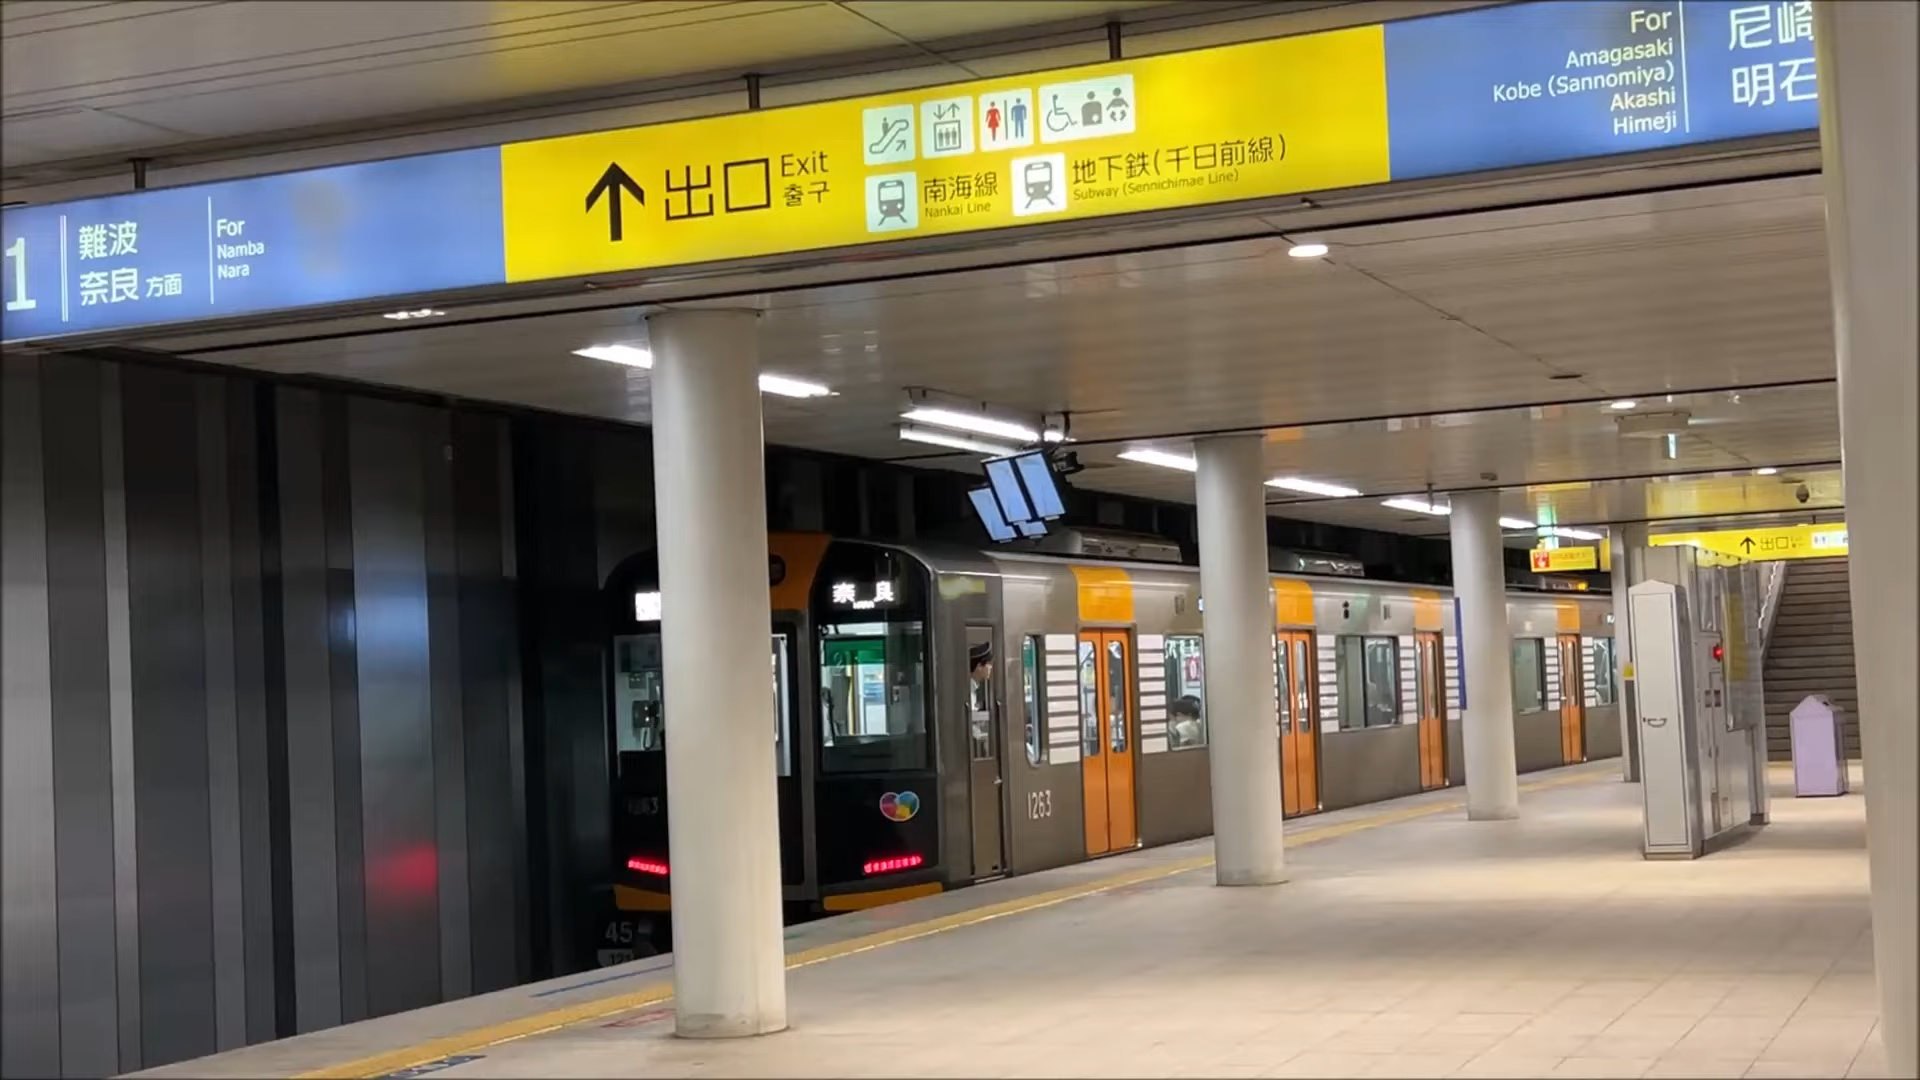 1
難波
奈良 方面
For
Namba
Nara
出口
Exit
출구
南海線
Nankai Line
地下鉄(千日前線)
Subway (Sennichimae Line)
For
Amagasaki
Kobe (Sannomiya)
Akashi
Himeji
尼崎
明石
奈良
1263
45
出口